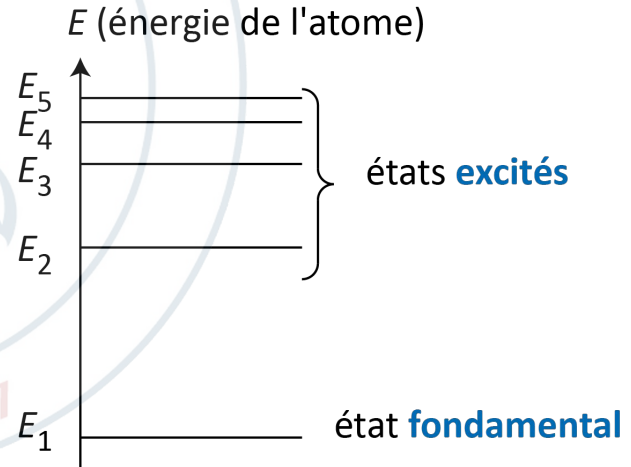 E (énergie de l'atome)
E5
E4
E3
états excités
E2
E1
état fondamental